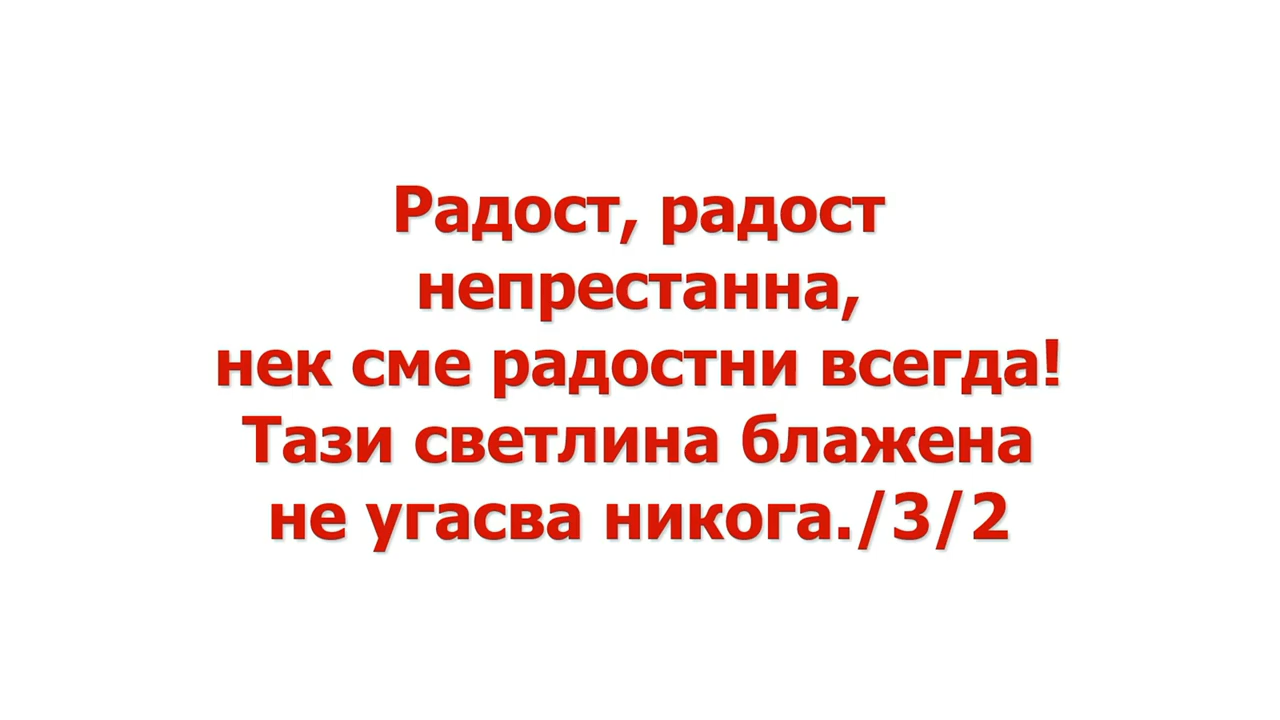 Радост, радост
непрестанна,
нек сме радостни всегда!
Тази светлина блажена
не угасва никога./3/2